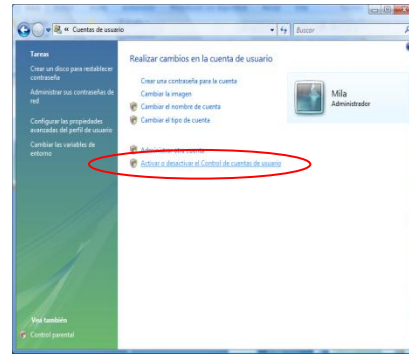 « Cuentas de usuario
Buscar
Tareas
Crear un disco para restablecer
contraseña
Administrar sus contraseñas de
red
Configurar las propiedades
avanzadas del perfil de usuario
Cambiar las variables de
entorno
Vea también
Control parental
Realizar cambios en la cuenta de usuario
Crear una contraseña para la cuenta
Cambiar la imagen
Cambiar el nombre de cuenta
Cambiar el tipo de cuenta
Administrar otra cuenta
Activar o desactivar el Control de cuentas de usuario
Mila
Administrador